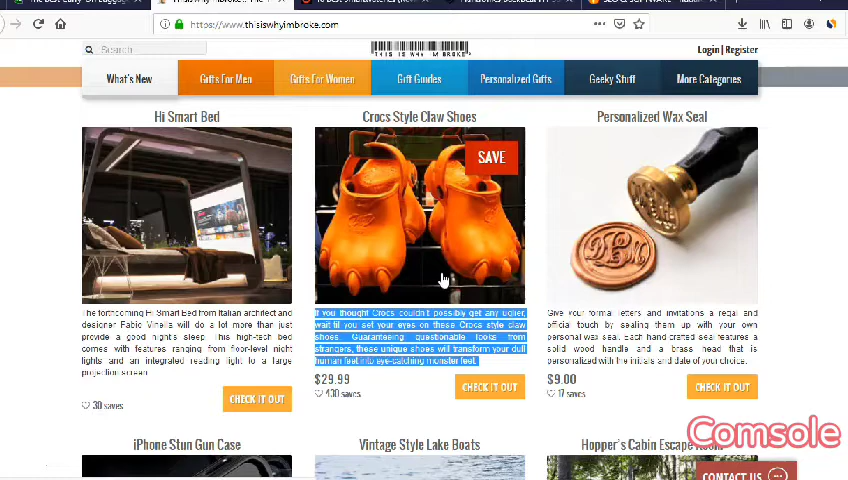 https://www.thisiswhyimbroke.com
Search
THIS IS WHY I'M BROKE
Login | Register
What's New
Gifts For Men
Gifts For Women
Gift Guides
Personalized Gifts
Geeky Stuff
More Categories
Hi Smart Bed
Crocs Style Claw Shoes
Personalized Wax Seal
SAVE
The forthcoming Hi Smart Bed from Italian architect and
designer Fabio Vinella will do a lot more than just
provide a good night's sleep. This high-tech bed
comes with features ranging from floor-level night
lights and an integrated reading light to a large
projection screen.
30 saves
CHECK IT OUT
If you thought Crocs couldn't possibly get any uglier,
wait till you set your eyes on these Crocs style claw
shoes. Guaranteeing questionable looks from
strangers, these unique shoes will transform your dull
human feet into eye-catching monster feet.
$29.99
CHECK IT OUT
Give your formal letters and invitations a regal and
official touch by sealing them up with your own
personal wax seal. Each hand crafted seal features a
solid wood handle and a brass head that is
personalized with the initials and date of your choice.
$9.00
17 saves
CHECK IT OUT
iPhone Stun Gun Case
Vintage Style Lake Boats
Hopper's Cabin Escape
Comsole
CONTACT US